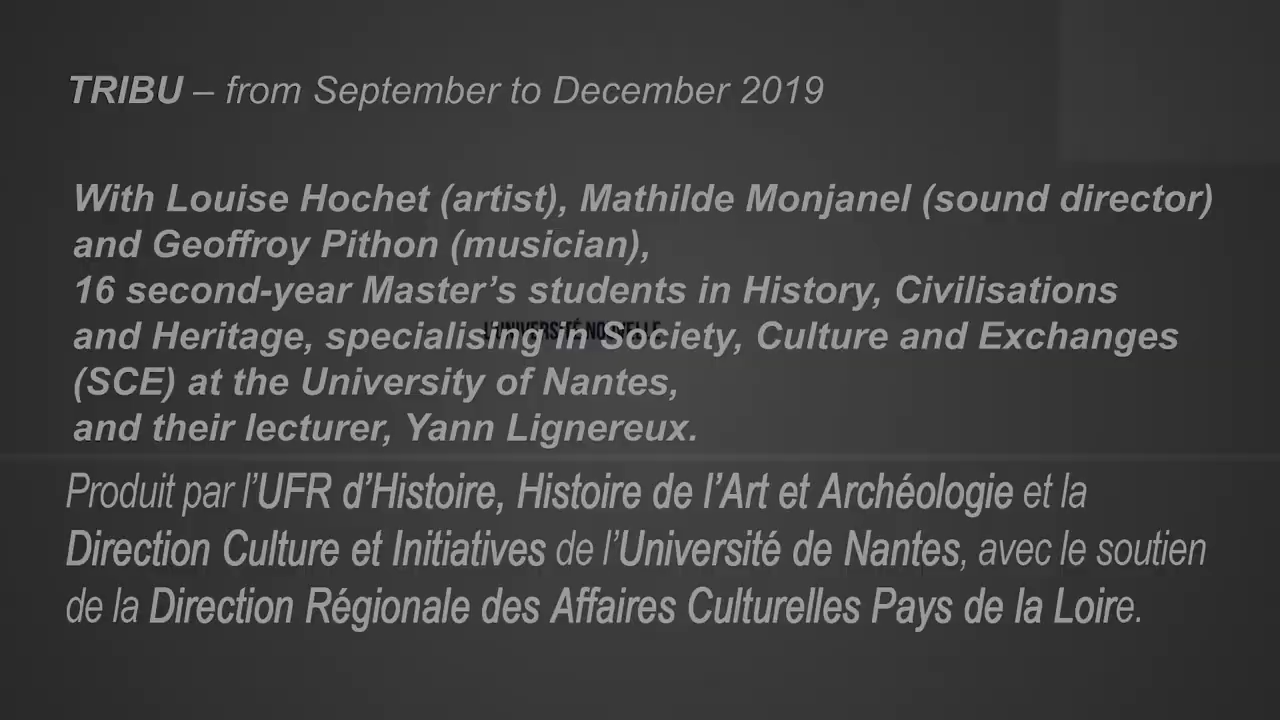 TRIBU – from September to December 2019
With Louise Hochet (artist), Mathilde Monjanel (sound director)
and Geoffroy Pithon (musician),
16 second-year Master’s students in History, Civilisations
L'UNIVERSITÉ NOUVELLE
and Heritage, specialising in Society, Culture and Exchanges
(SCE) at the University of Nantes,
and their lecturer, Yann Lignereux.
Produit par l’UFR d’Histoire, Histoire de l’Art et Archéologie et la
Direction Culture et Initiatives de l’Université de Nantes, avec le soutien
de la Direction Régionale des Affaires Culturelles Pays de la Loire.